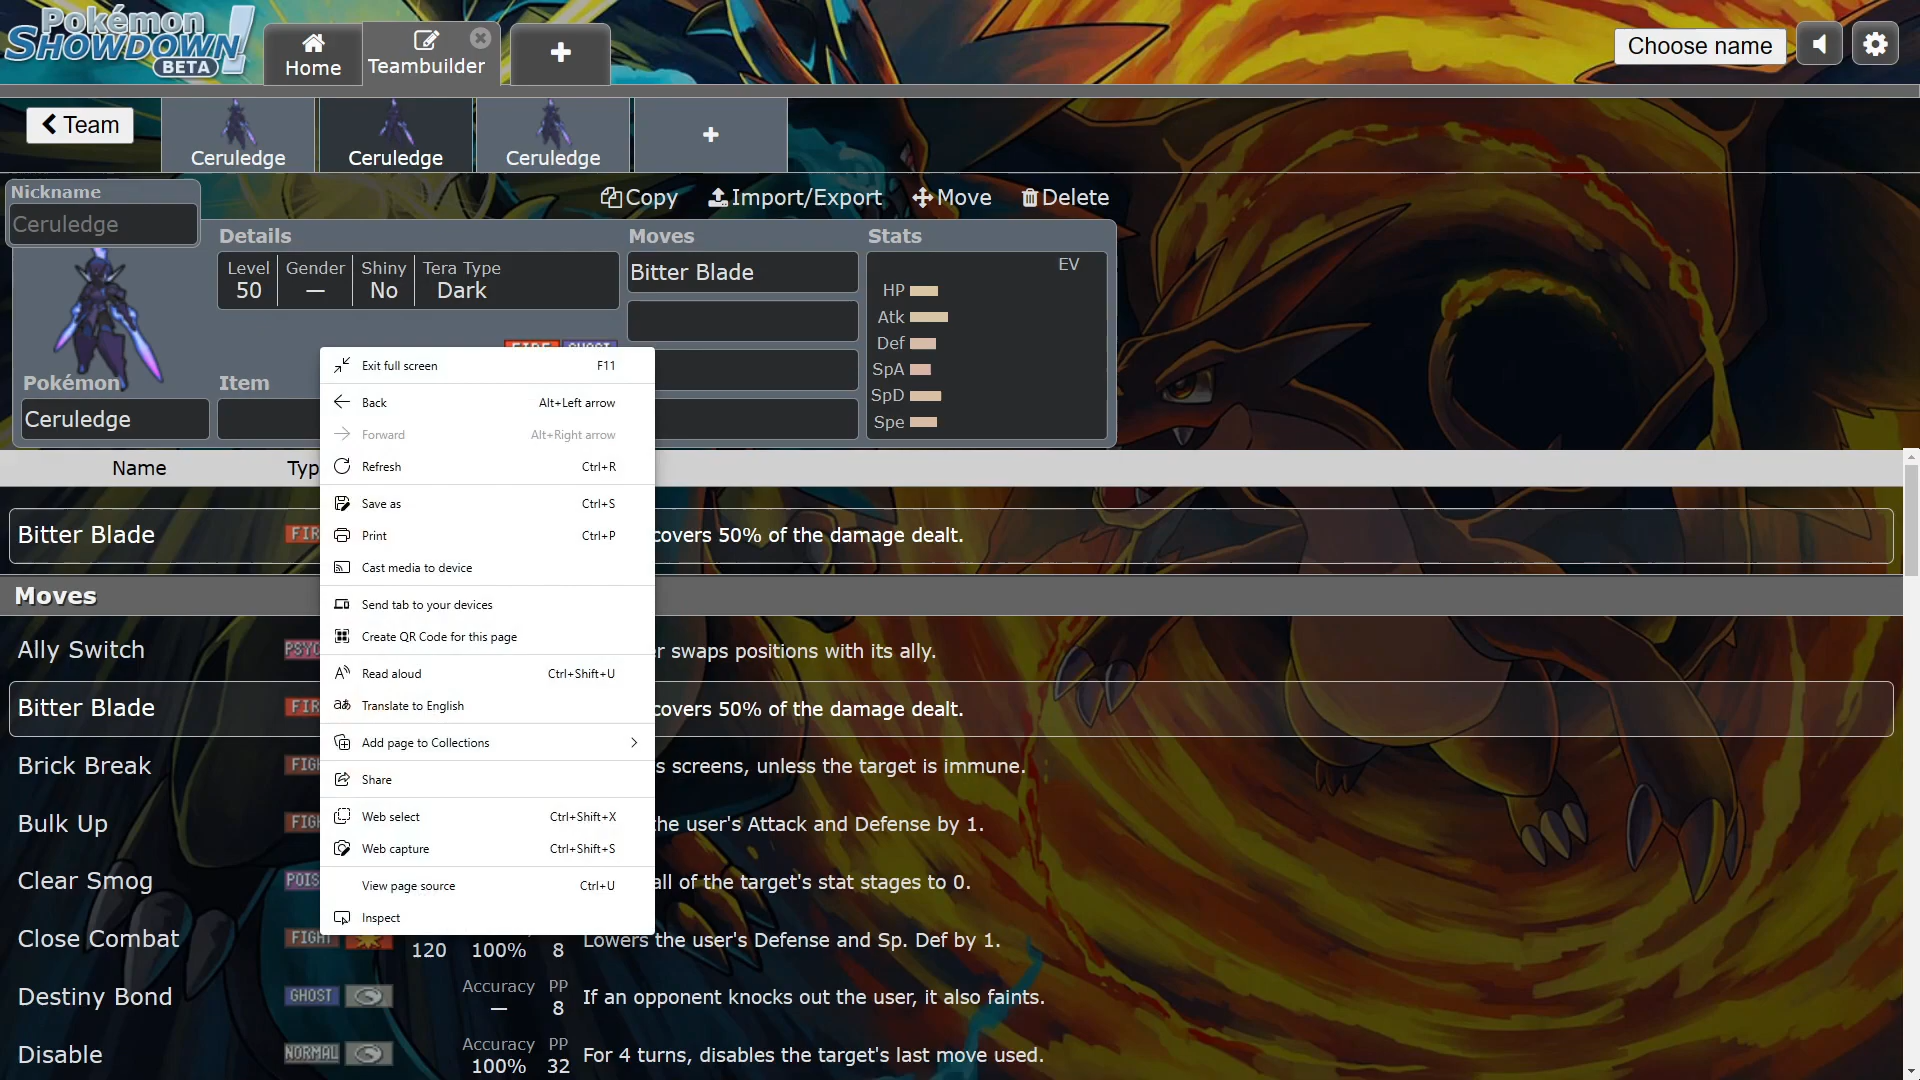 Pokémon
SHOWDOWN!
BETA
Home
Teambuilder
+
Choose name
Team
Ceruledge
Ceruledge
Ceruledge
+
Nickname
Ceruledge
Copy
Import/Export
Move
Delete
Details
Level
50
Gender
—
Shiny
No
Tera Type
Dark
Moves
Bitter Blade
Stats
EV
HP
Atk
Def
SpA
SpD
Spe
FIRE GHOST
Pokémon
Ceruledge
Item
Exit full screen F11
Back Alt+Left arrow
Forward Alt+Right arrow
Refresh Ctrl+R
Save as Ctrl+S
Print Ctrl+P
Cast media to device
Send tab to your devices
Create QR Code for this page
Read aloud Ctrl+Shift+U
Translate to English
Add page to Collections
Share
Web select Ctrl+Shift+X
Web capture Ctrl+Shift+S
View page source Ctrl+U
Inspect
Name Typ
Bitter Blade FIR covers 50% of the damage dealt.
Moves
Ally Switch PSYC r swaps positions with its ally.
Bitter Blade FIR covers 50% of the damage dealt.
Brick Break FIGH s screens, unless the target is immune.
Bulk Up FIGH he user's Attack and Defense by 1.
Clear Smog POIS all of the target's stat stages to 0.
Close Combat FIGHT 120 100% 8 Lowers the user's Defense and Sp. Def by 1.
Destiny Bond GHOST Accuracy — PP 8 If an opponent knocks out the user, it also faints.
Disable NORMAL Accuracy 100% PP 32 For 4 turns, disables the target's last move used.